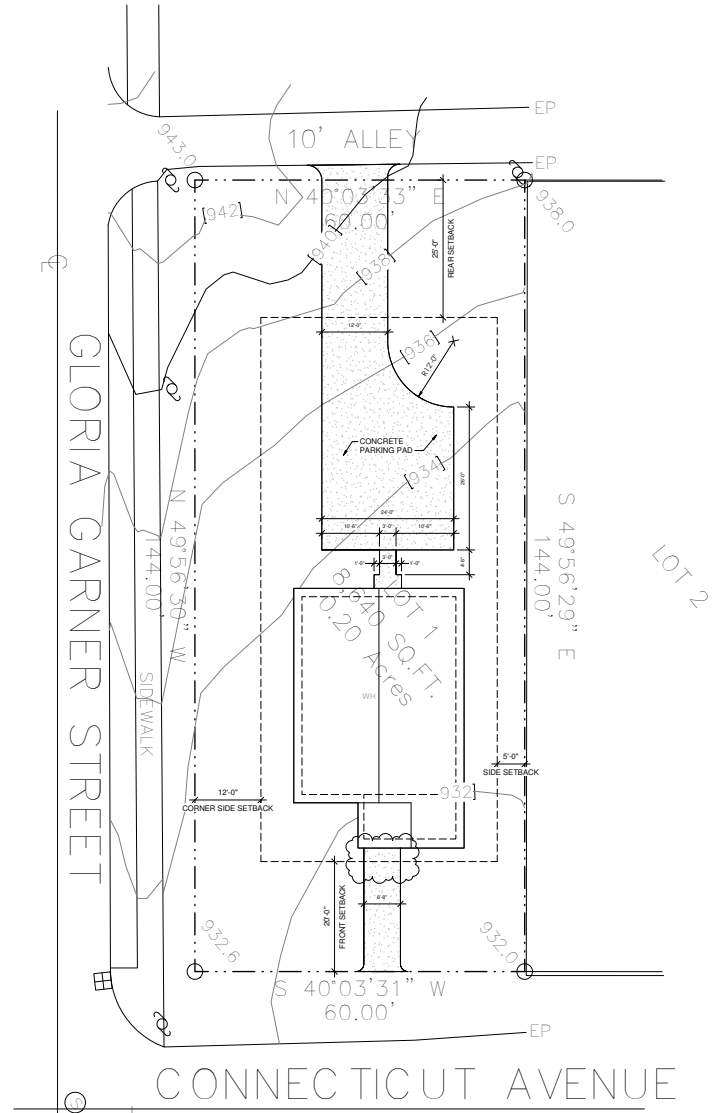 EP
10' ALLEY
EP
943.0
N 40°03'33" E
60.00'
938.0
[942]
[940]
[938]
25'-0"
REAR SETBACK
CL
12'-0"
[936]
R12'-0"
GLORIA GARNER STREET
CONCRETE
PARKING PAD
[934]
26'-0"
24'-0"
10'-6"
3'-0"
10'-6"
N 49°56'30" W
144.00'
S 49°56'29" E
144.00'
LOT 2
1'-0"
3'-0"
1'-0"
4'-6"
LOT 1
8,640 SQ.FT.
0.20 Acres
SIDEWALK
WH
5'-0"
SIDE SETBACK
12'-0"
CORNER SIDE SETBACK
932]
20'-0"
FRONT SETBACK
6'-8"
932.6
932.0
S 40°03'31" W
60.00'
EP
CONNECTICUT AVENUE
S